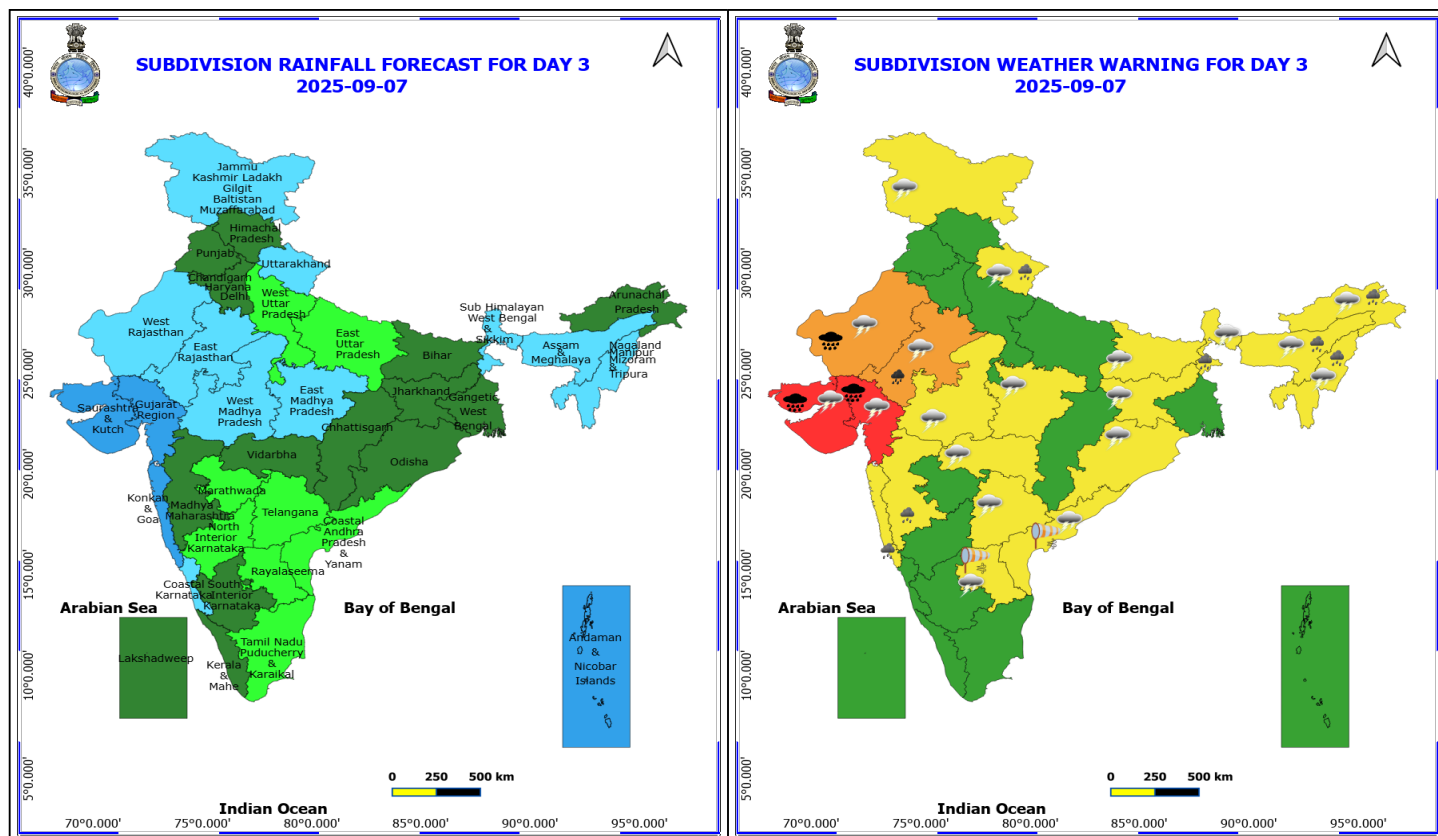 SUBDIVISION RAINFALL FORECAST FOR DAY 3
2025-09-07
40°0.000'
35°0.000'
30°0.000'
25°0.000'
20°0.000'
15°0.000'
10°0.000'
5°0.000'
Jammu
Kashmir Ladakh
Gilgit
Baltistan
Muzaffarabad
Himachal
Pradesh
Punjab
Chandigarh
Haryana
Delhi
Uttarakhand
West
Uttar
Pradesh
East
Uttar
Pradesh
West
Rajasthan
East
Rajasthan
Sub Himalayan
West Bengal
&
Sikkim
Arunachal
Pradesh
Assam
&
Meghalaya
Nagaland
Manipur
Mizoram
&
Tripura
Bihar
Jharkhand
Gangetic
West
Bengal
Saurashtra
&
Kutch
Gujarat
Region
West
Madhya
Pradesh
East
Madhya
Pradesh
Chhattisgarh
Odisha
Vidarbha
Konkan
&
Goa
Madhya
Maharashtra
Marathwada
Telangana
North
Interior
Karnataka
Coastal
Andhra
Pradesh
&
Yanam
Rayalaseema
Coastal
Karnataka
South
Interior
Karnataka
Tamil Nadu
Puducherry
&
Karaikal
Kerala
&
Mahe
Lakshadweep
Andaman
&
Nicobar
Islands
Arabian Sea
Bay of Bengal
Indian Ocean
0 250 500 km
70°0.000' 75°0.000' 80°0.000' 85°0.000' 90°0.000' 95°0.000'
SUBDIVISION WEATHER WARNING FOR DAY 3
2025-09-07
40°0.000'
35°0.000'
30°0.000'
25°0.000'
20°0.000'
15°0.000'
10°0.000'
5°0.000'
Arabian Sea
Bay of Bengal
Indian Ocean
0 250 500 km
70°0.000' 75°0.000' 80°0.000' 85°0.000' 90°0.000' 95°0.000'